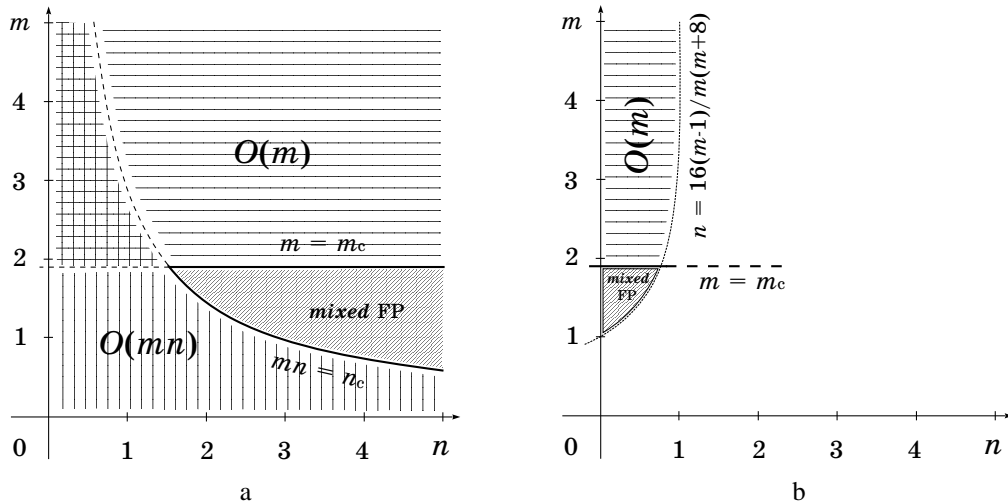 m
4
3
2
1
0
1
2
3
4
n
O(m)
m = mc
mixed FP
O(mn)
mn = nc
a
m
4
3
2
1
0
1
2
3
4
n
O(m)
n = 16(m-1)/m(m+8)
mixed
FP
m = mc
b